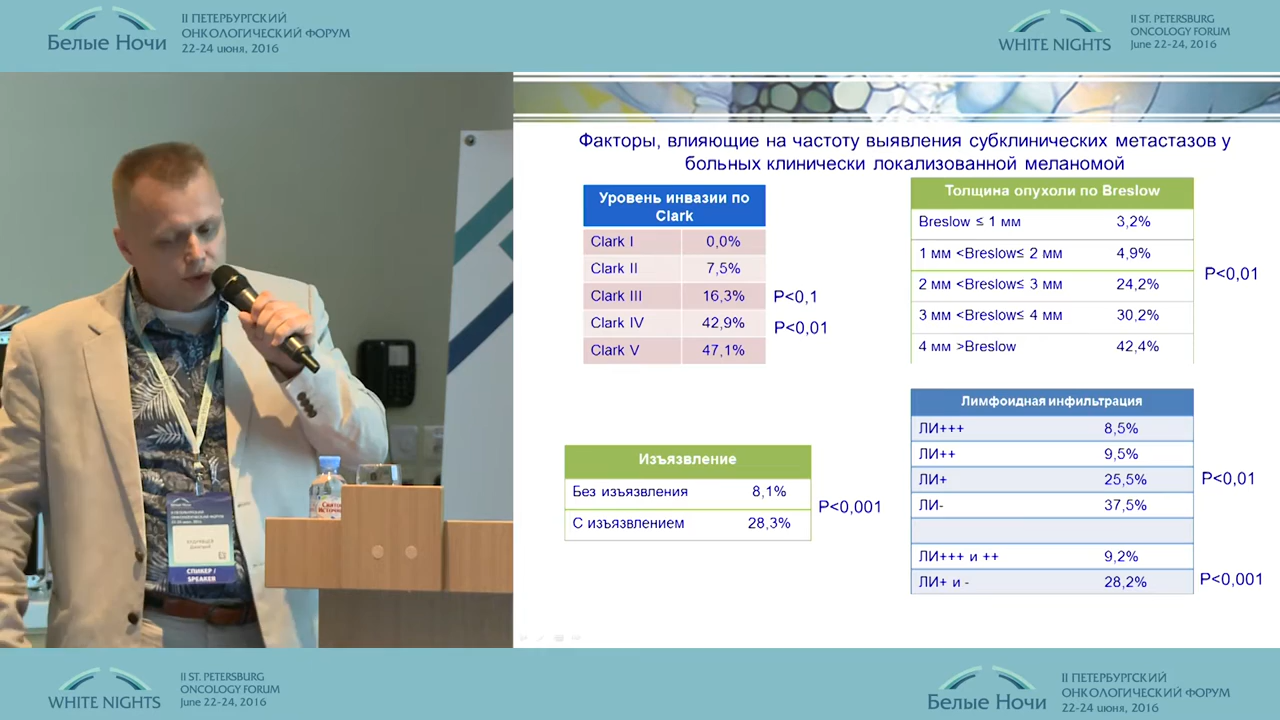 II ПЕТЕРБУРГСКИЙ
ОНКОЛОГИЧЕСКИЙ ФОРУМ
22-24 июня, 2016
Белые Ночи
II ST. PETERSBURG
ONCOLOGY FORUM
June 22-24, 2016
WHITE NIGHTS
Факторы, влияющие на частоту выявления субклинических метастазов у
больных клинически локализованной меланомой
Уровень инвазии по
Clark
Clark I 0,0%
Clark II 7,5%
Clark III 16,3% P<0,1
Clark IV 42,9% P<0,01
Clark V 47,1%
Толщина опухоли по Breslow
Breslow ≤ 1 мм 3,2%
1 мм <Breslow≤ 2 мм 4,9%
P<0,01
2 мм <Breslow≤ 3 мм 24,2%
3 мм <Breslow≤ 4 мм 30,2%
4 мм >Breslow 42,4%
Изъязвление
Без изъязвления 8,1%
P<0,001
С изъязвлением 28,3%
Лимфоидная инфильтрация
ЛИ+++ 8,5%
ЛИ++ 9,5%
ЛИ+ 25,5% P<0,01
ЛИ- 37,5%
ЛИ+++ и ++ 9,2%
ЛИ+ и - 28,2% P<0,001
СПИКЕР /
SPEAKER
WHITE NIGHTS
II ST. PETERSBURG
ONCOLOGY FORUM
June 22-24, 2016
Белые Ночи
II ПЕТЕРБУРГСКИЙ
ОНКОЛОГИЧЕСКИЙ ФОРУМ
22-24 июня, 2016